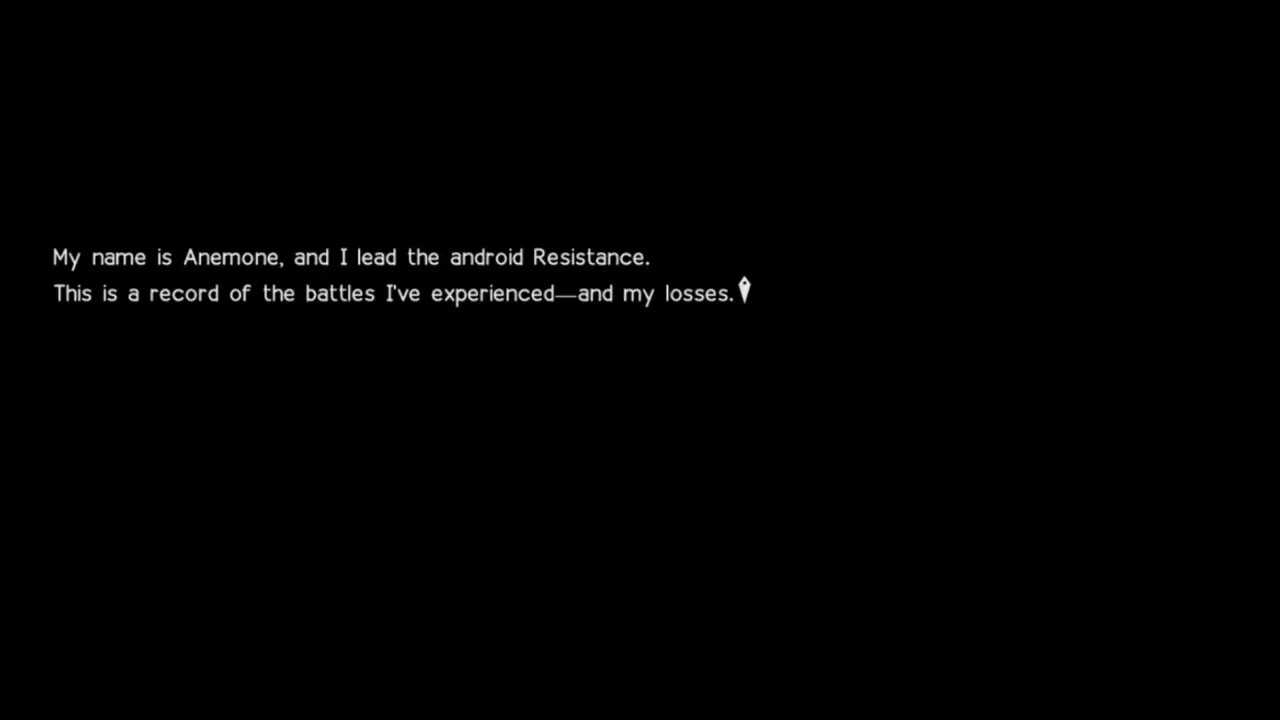 My name is Anemone, and I lead the android Resistance.
This is a record of the battles I've experienced—and my losses.